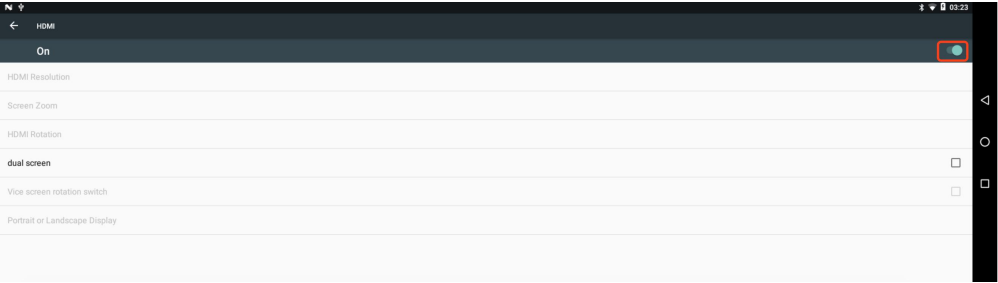 03:23
HDMI
On
HDMI Resolution
Screen Zoom
HDMI Rotation
dual screen
Vice screen rotation switch
Portrait or Landscape Display